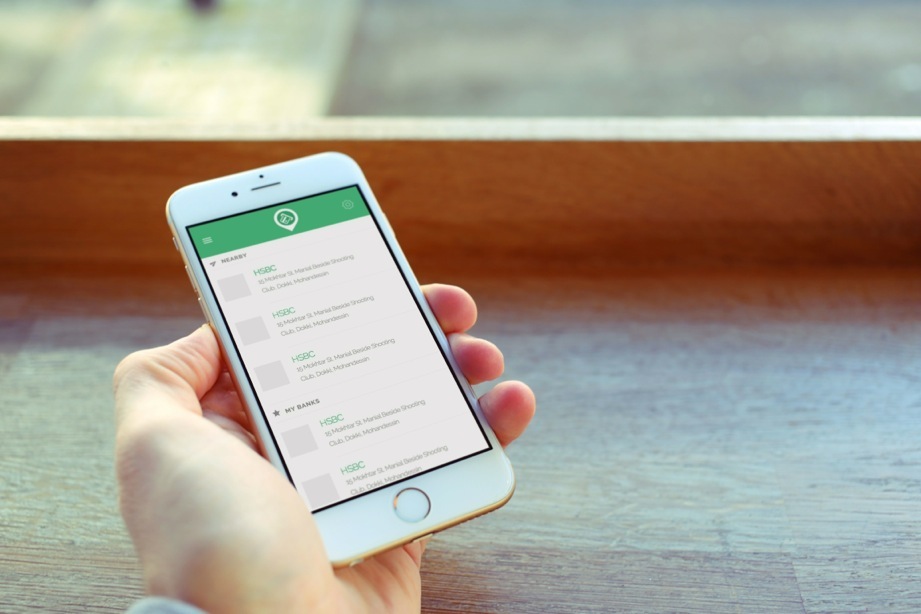 NEARBY
HSBC
15 Mokhtar St. Manial Beside Shooting
Club, Dokki, Mohandessin
HSBC
15 Mokhtar St. Manial Beside Shooting
Club, Dokki, Mohandessin
HSBC
15 Mokhtar St. Manial Beside Shooting
Club, Dokki, Mohandessin
MY BANKS
HSBC
15 Mokhtar St. Manial Beside Shooting
Club, Dokki, Mohandessin
HSBC
15 Mokhtar St. Manial Beside Shooting
Club, Dokki, Mohandessin